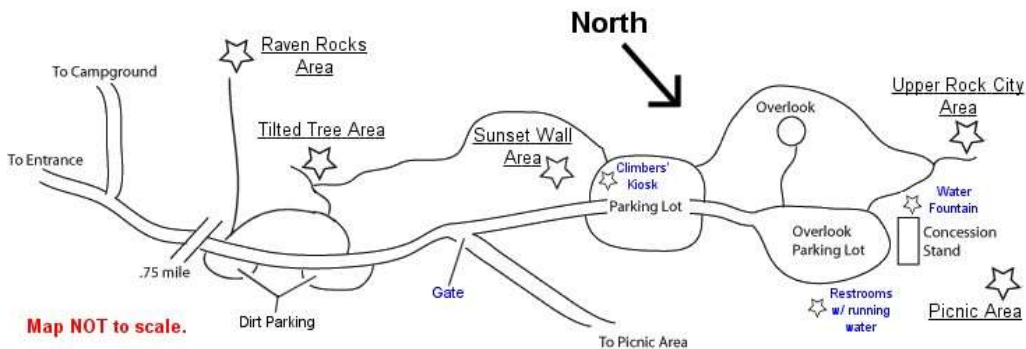 North
Raven Rocks
Area
To Campground
Upper Rock City
Area
Overlook
Tilted Tree Area
Sunset Wall
Area
To Entrance
Climbers'
Kiosk
Parking Lot
Water
Fountain
Overlook
Parking Lot
Concession
Stand
.75 mile
Gate
Restrooms
w/ running
water
Picnic Area
Map NOT to scale.
Dirt Parking
To Picnic Area